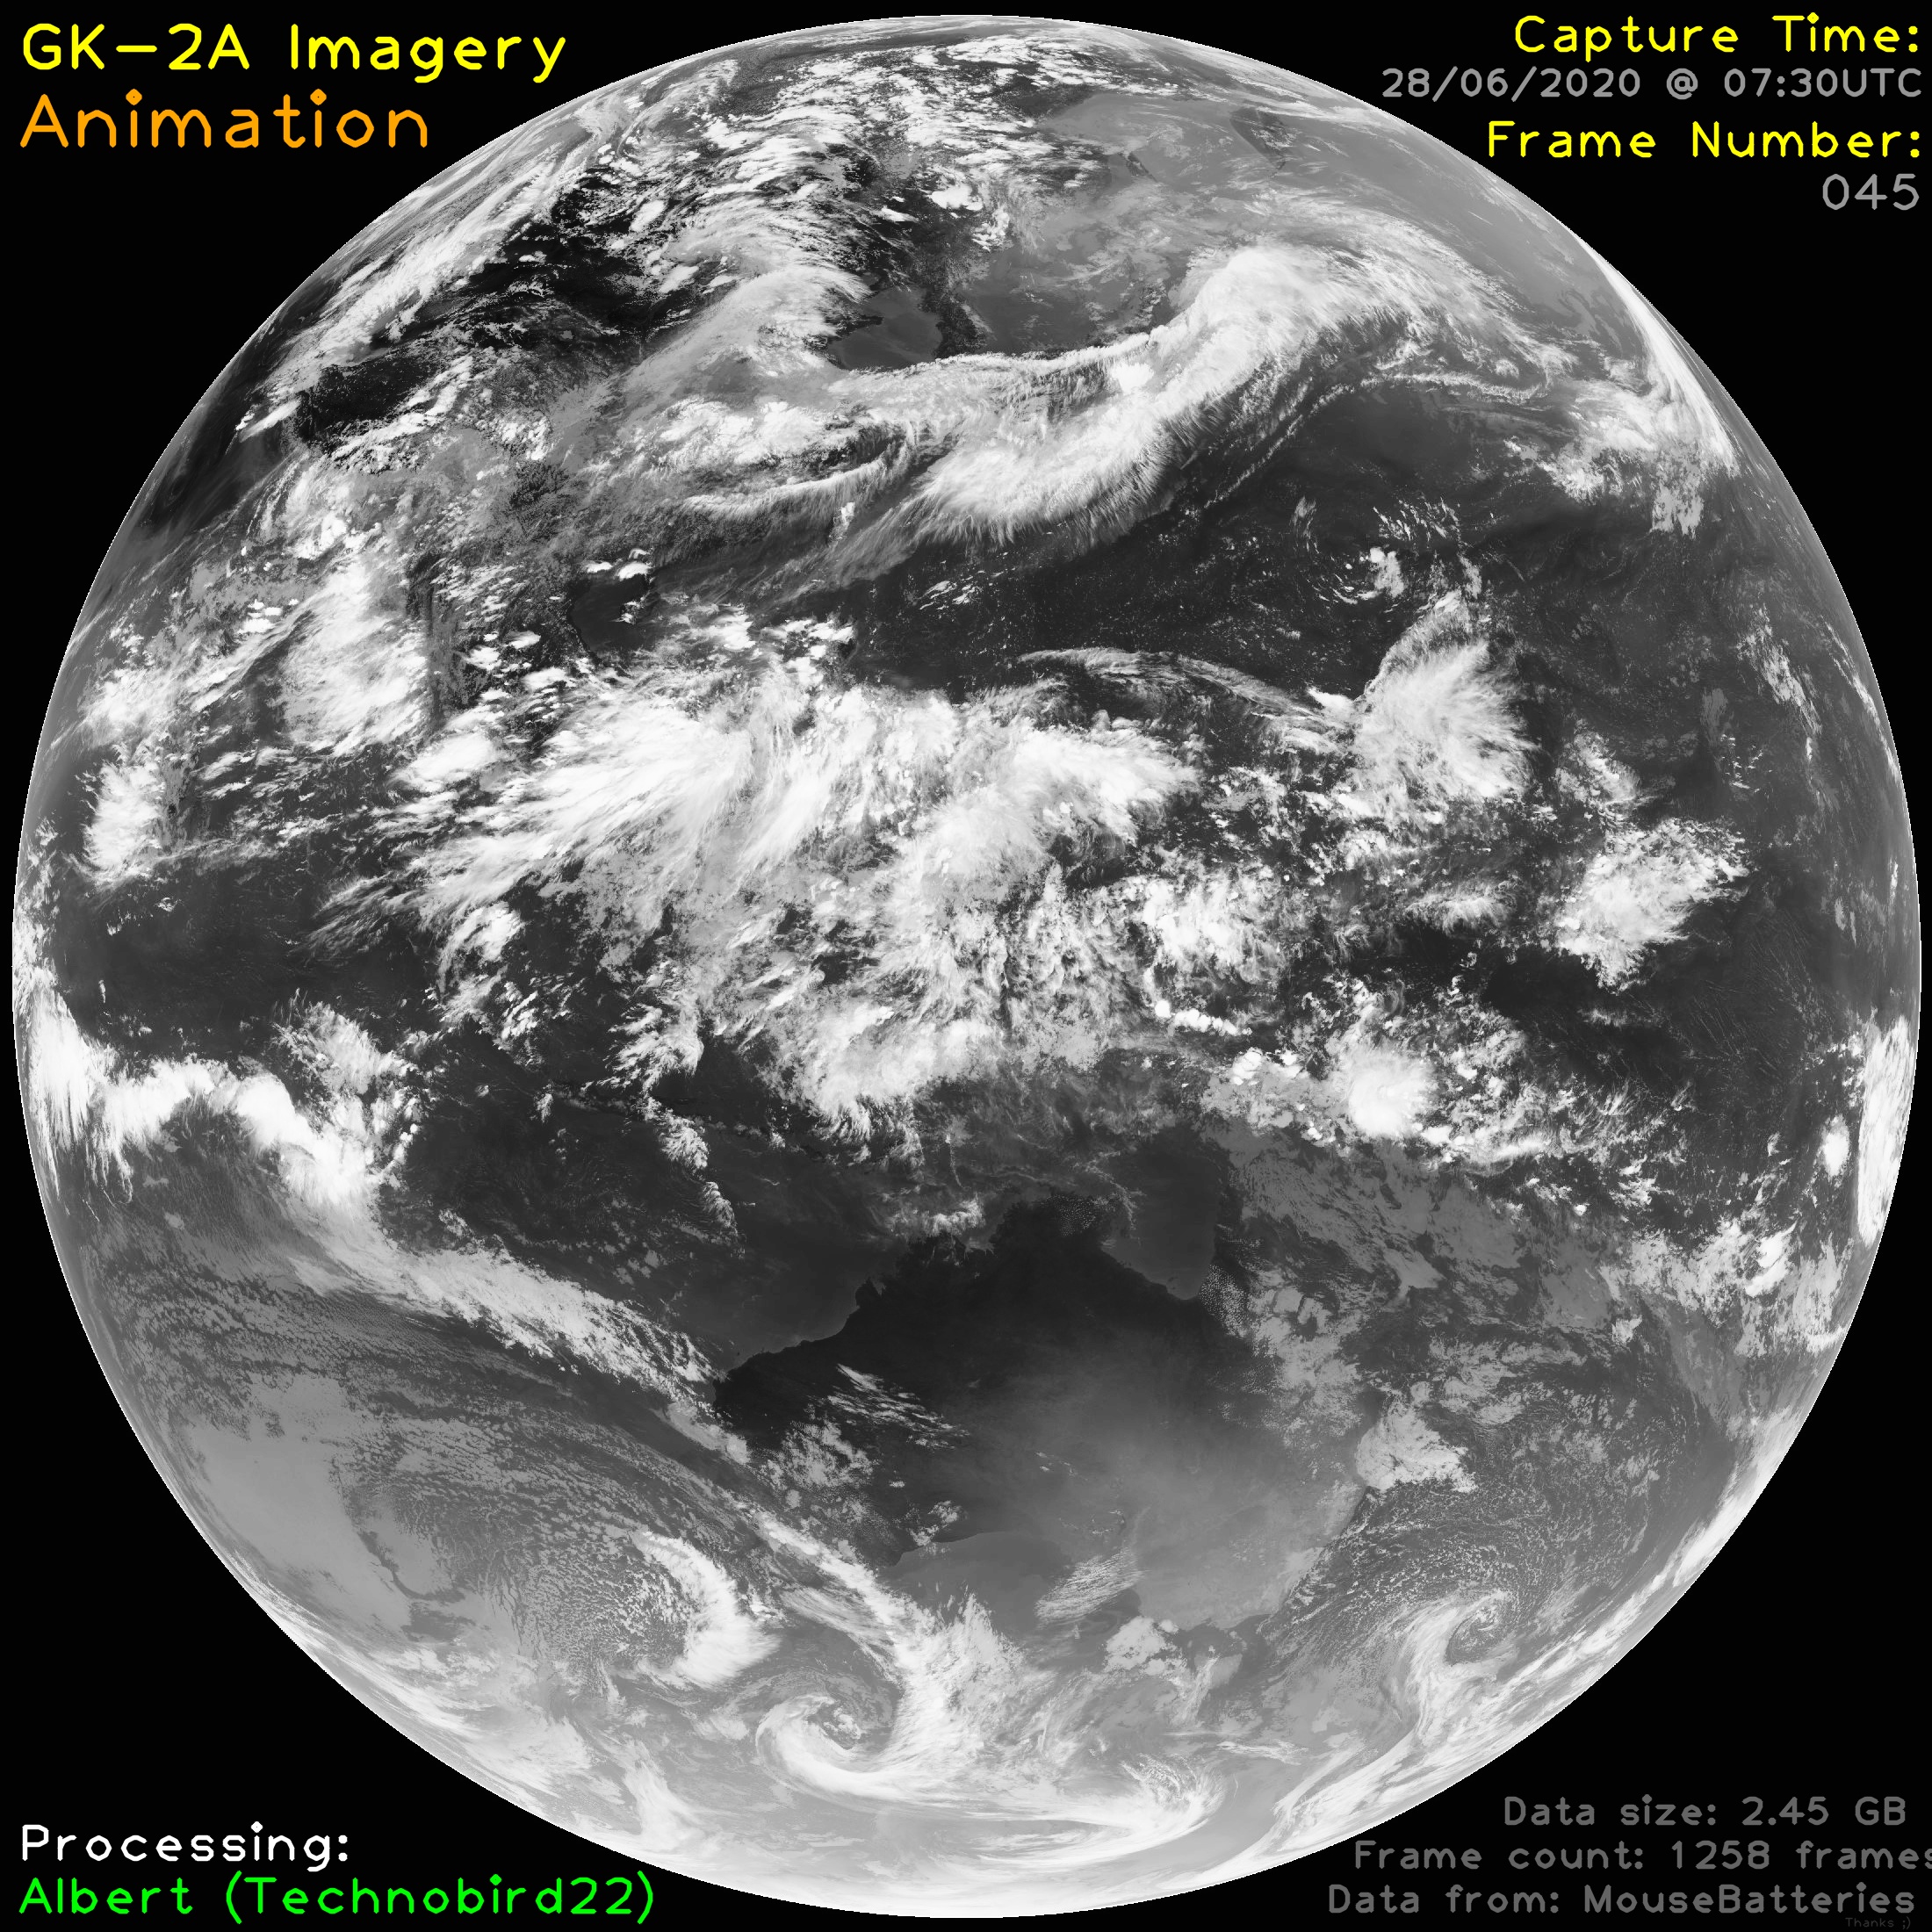 GK-2A Imagery
Animation
Capture Time:
28/06/2020 @ 07:30UTC
Frame Number:
045
Processing:
Albert (Technobird22)
Data size: 2.45 GB
Frame count: 1258 frames
Data from: MouseBatteries
Thanks ;)